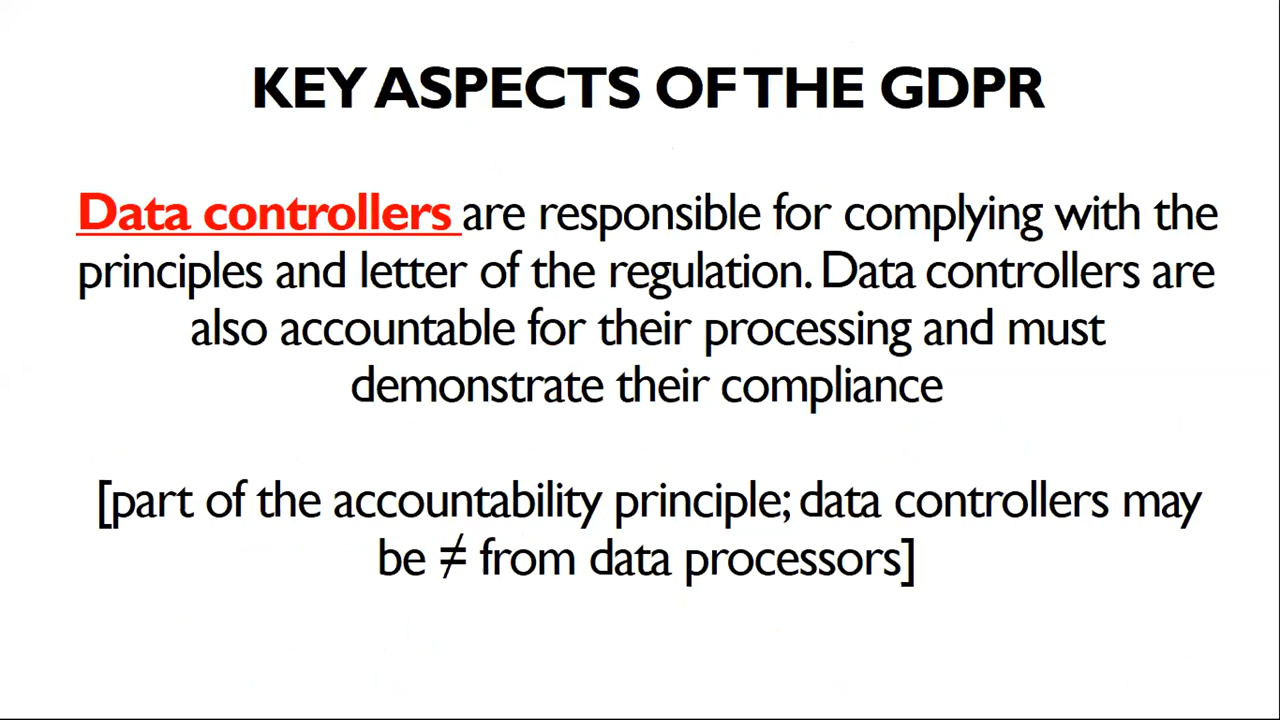 KEY ASPECTS OF THE GDPR
Data controllers are responsible for complying with the
principles and letter of the regulation. Data controllers are
also accountable for their processing and must
demonstrate their compliance
[part of the accountability principle; data controllers may
be ≠ from data processors]